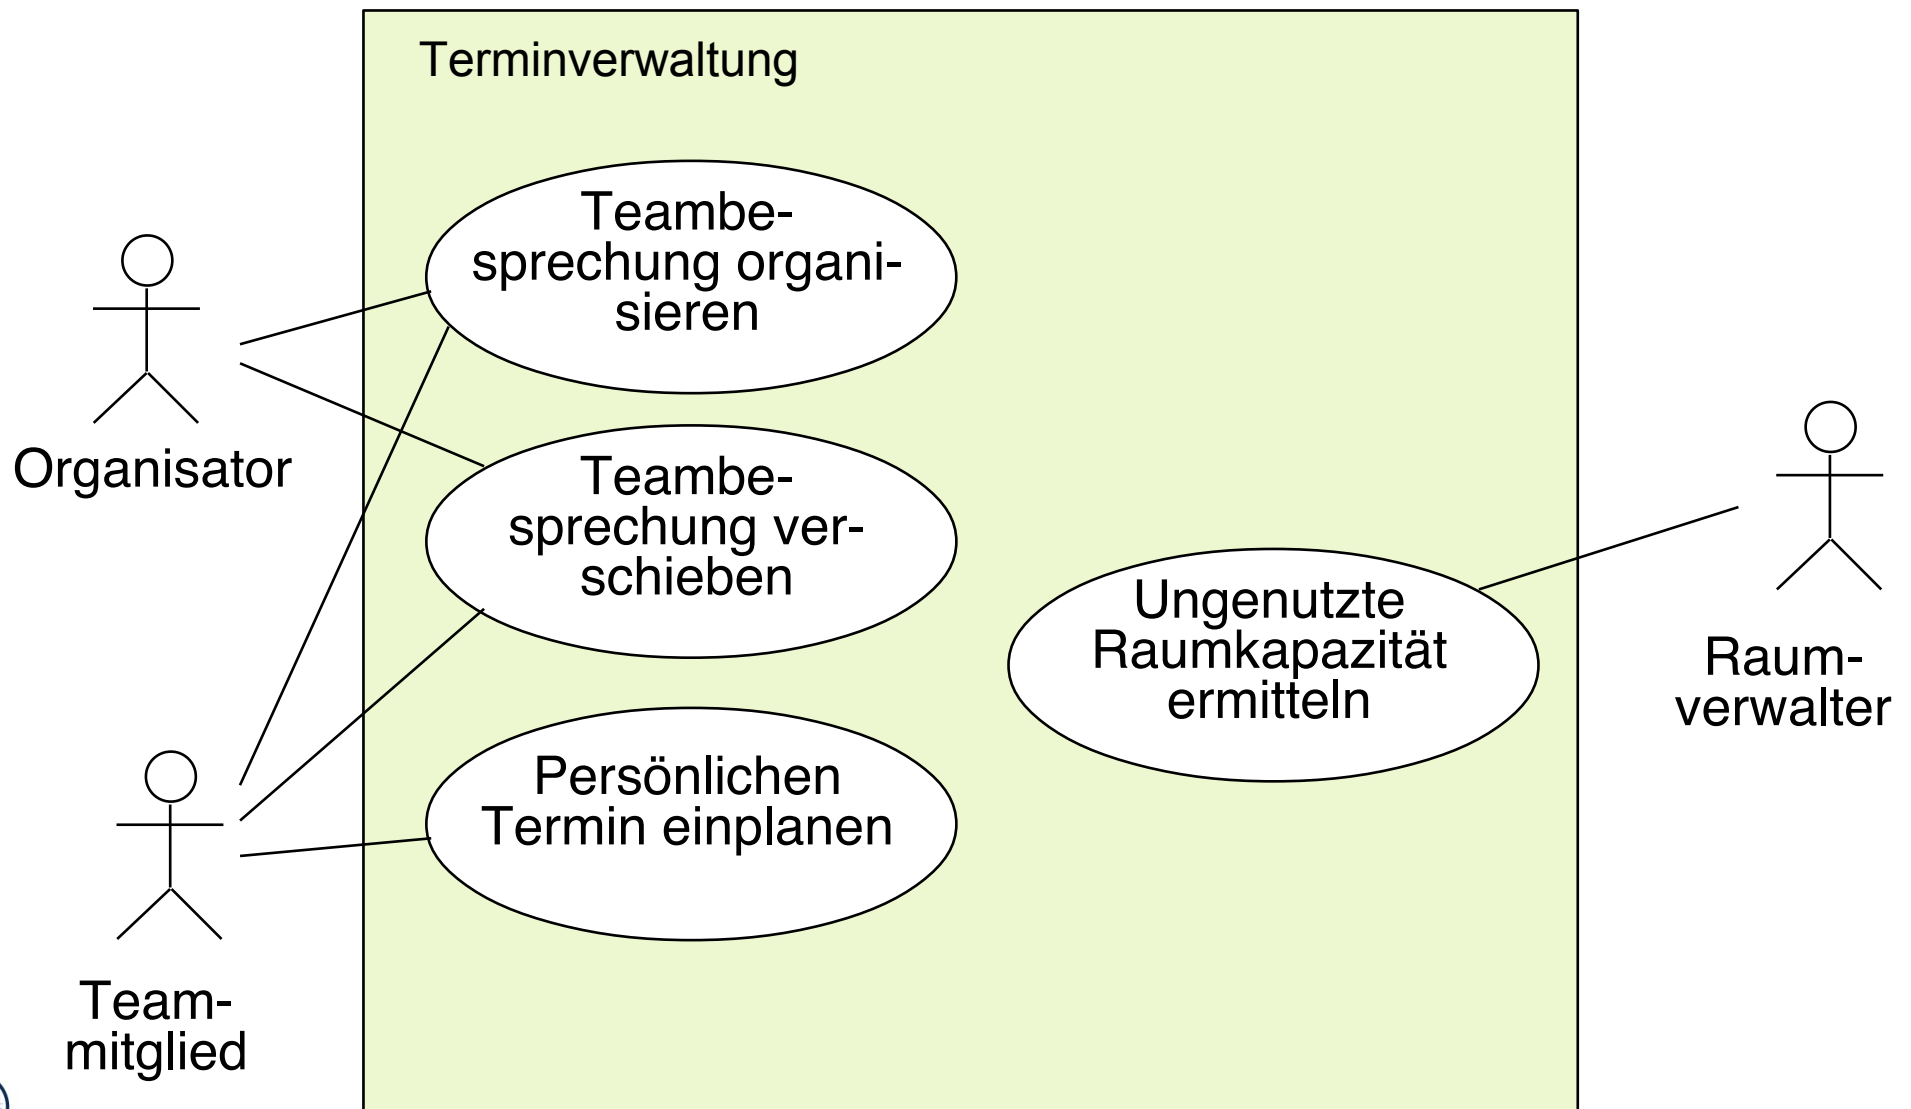 Terminverwaltung
Teambe-
sprechung organi-
sieren
Organisator
Teambe-
sprechung ver-
schieben
Ungenutzte
Raumkapazität
ermitteln
Raum-
verwalter
Persönlichen
Termin einplanen
Team-
mitglied